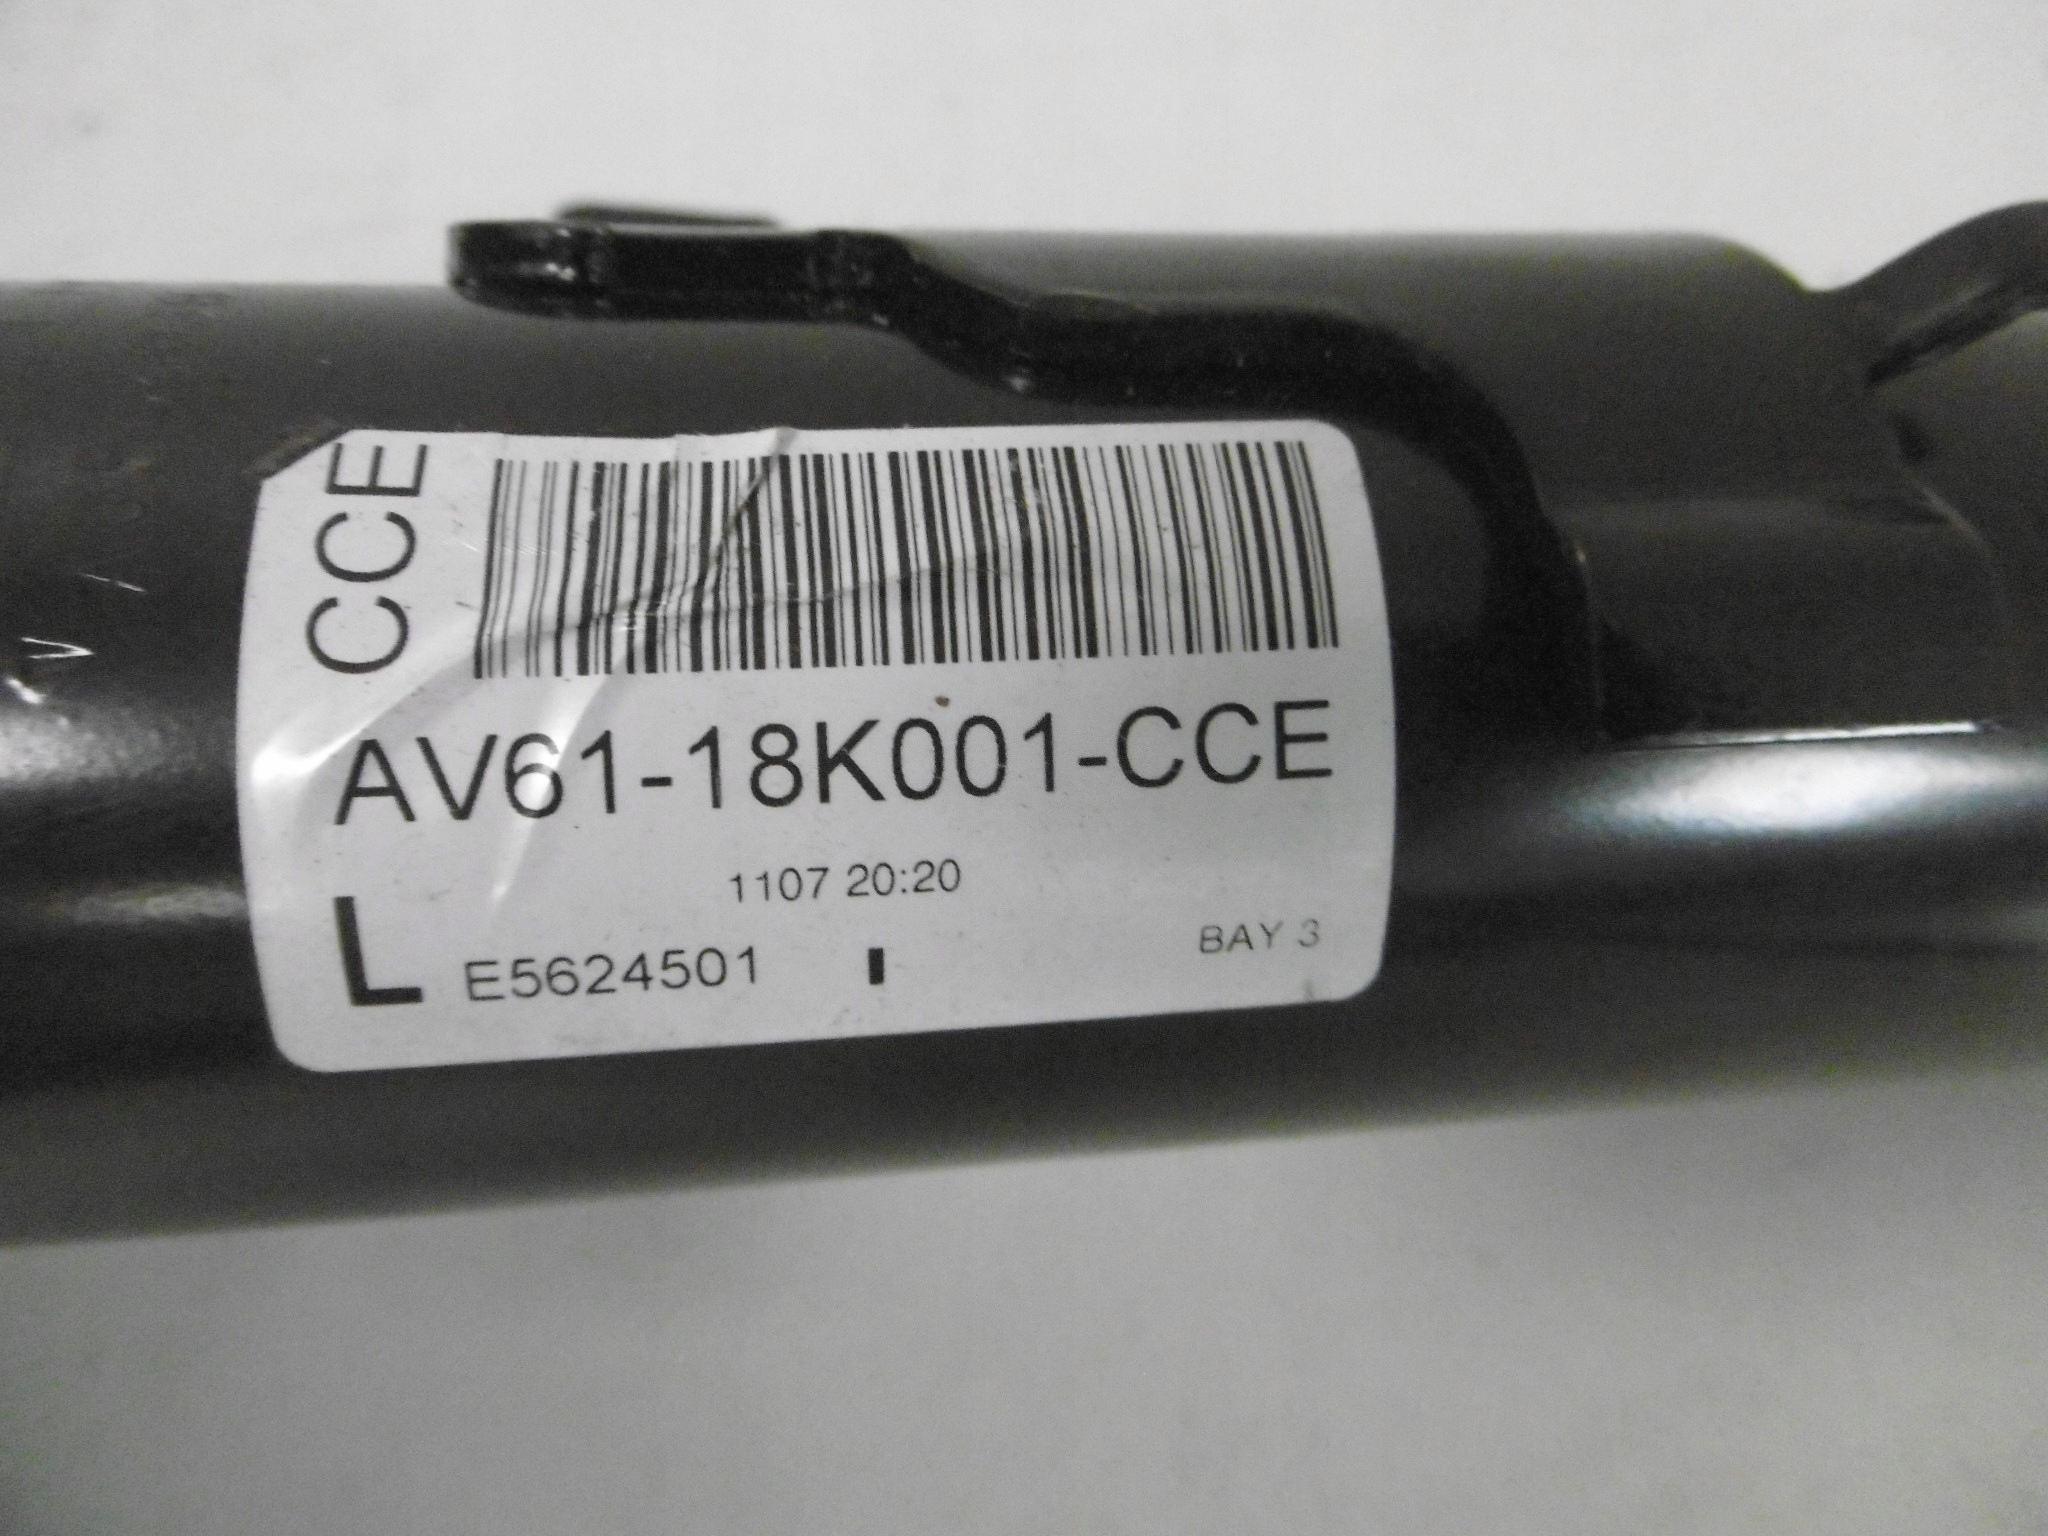 CCE
AV61-18K001-CCE
1107 20:20
L E5624501 BAY 3